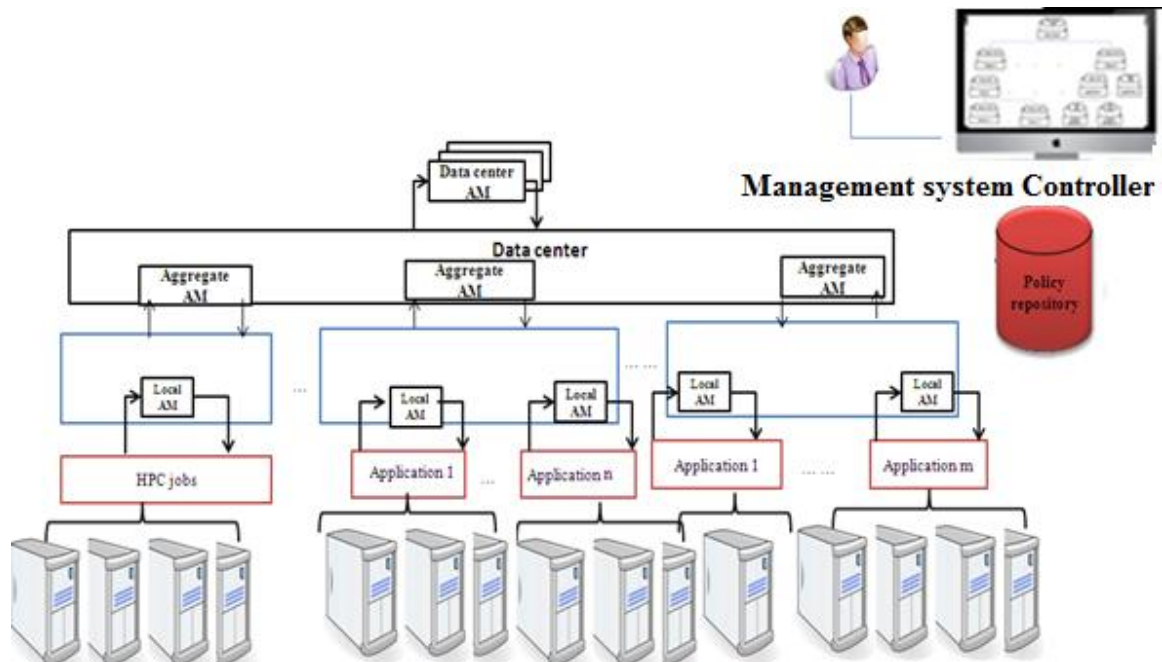 Data center
AM
Management system Controller
Data center
Aggregate
AM
Aggregate
AM
Aggregate
AM
Policy
repository
... 
... ...
Local
AM
Local
AM
Local
AM
Local
AM
Local
AM
HPC jobs
Application 1
...
Application n
Application 1
... ...
Application m